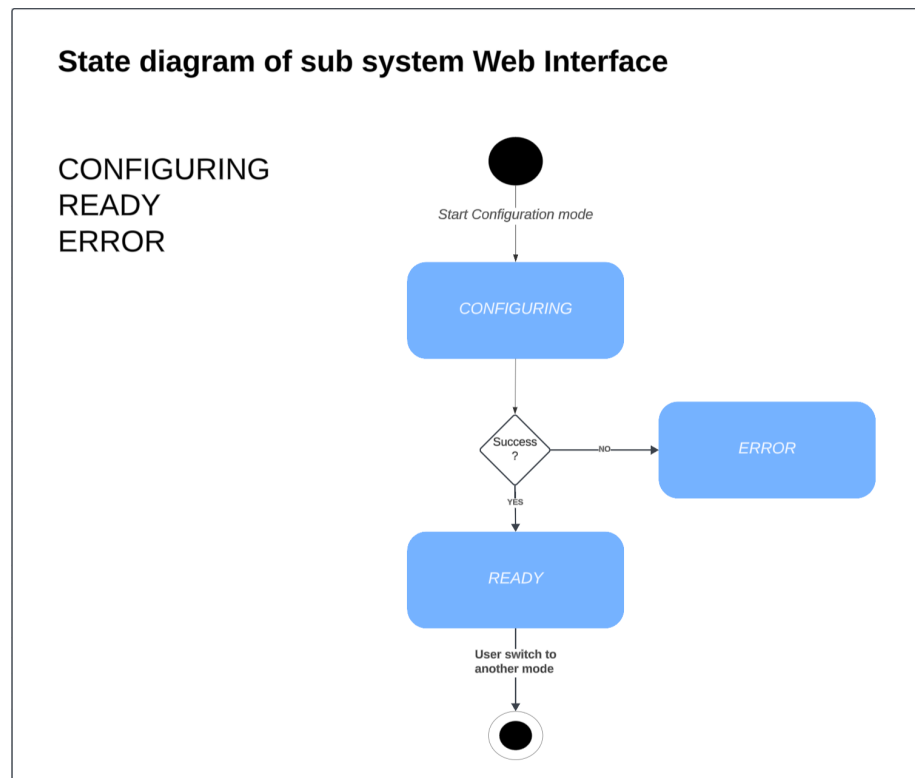 State diagram of sub system Web Interface
CONFIGURING
READY
ERROR
Start Configuration mode
CONFIGURING
Success
?
NO
ERROR
YES
READY
User switch to
another mode